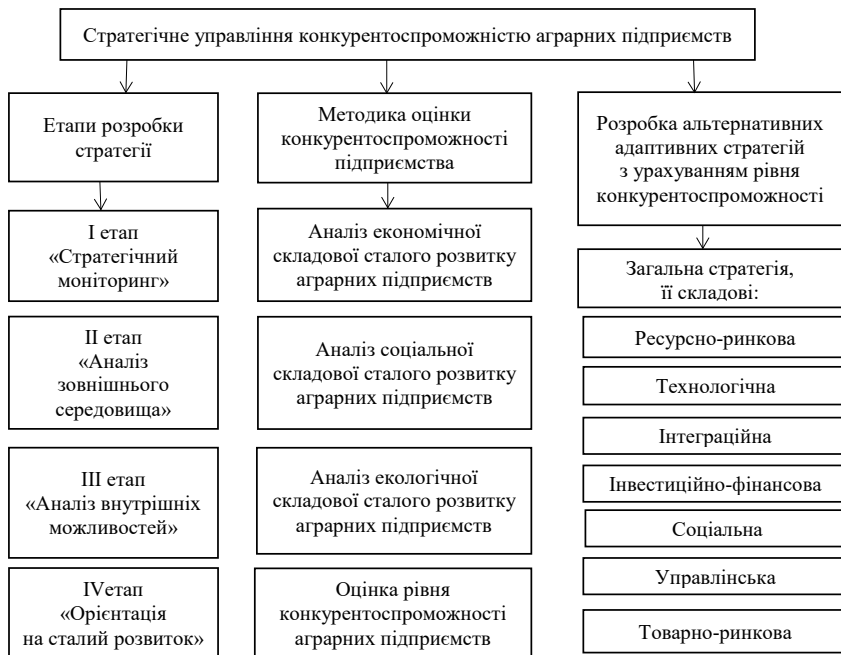 Стратегічне управління конкурентоспроможністю аграрних підприємств
Етапи розробки
стратегії
І етап
«Стратегічний
моніторинг»
ІІ етап
«Аналіз
зовнішнього
середовища»
ІІІ етап
«Аналіз внутрішніх
можливостей»
IVетап
«Орієнтація
на сталий розвиток»
Методика оцінки
конкурентоспроможності
підприємства
Аналіз економічної
складової сталого розвитку
аграрних підприємств
Аналіз соціальної
складової сталого розвитку
аграрних підприємств
Аналіз екологічної
складової сталого розвитку
аграрних підприємств
Оцінка рівня
конкурентоспроможності
аграрних підприємств
Розробка альтернативних
адаптивних стратегій
з урахуванням рівня
конкурентоспроможності
Загальна стратегія,
її складові:
Ресурсно-ринкова
Технологічна
Інтеграційна
Інвестиційно-фінансова
Соціальна
Управлінська
Товарно-ринкова